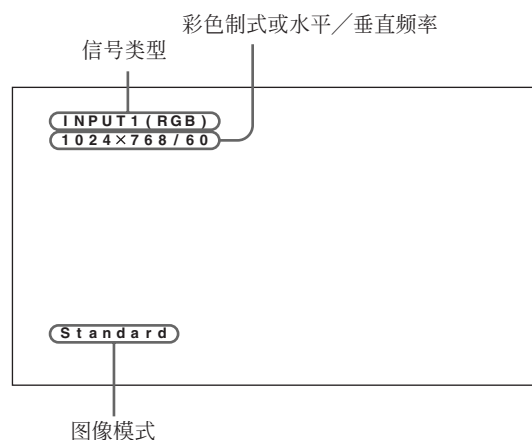 彩色制式或水平／垂直频率
信号类型
INPUT1(RGB)
1024×768/60
Standard
图像模式